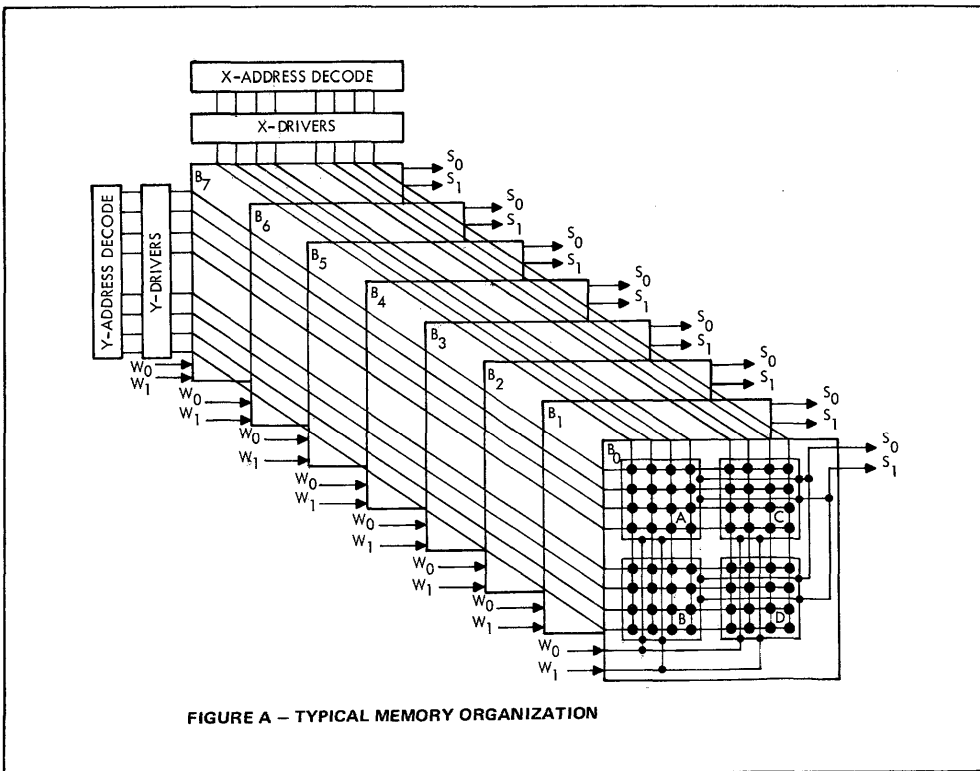 X-ADDRESS DECODE
X-DRIVERS
Y-ADDRESS DECODE
Y-DRIVERS
B7
S0
S1
B6
S0
S1
B5
S0
S1
B4
S0
S1
B3
S0
S1
B2
S0
S1
B1
S0
S1
B0
S0
S1
A
C
B
D
W0
W1
W0
W1
W0
W1
W0
W1
W0
W1
W0
W1
W0
W1
W0
W1
FIGURE A – TYPICAL MEMORY ORGANIZATION